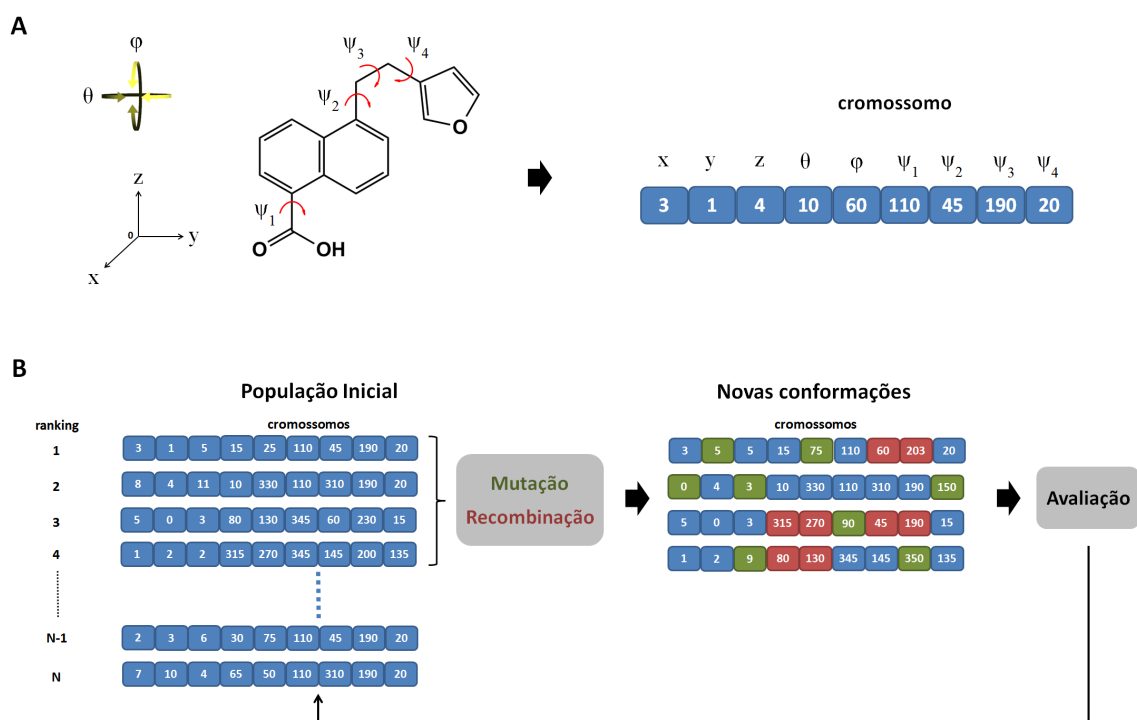 A
φ
θ
z
0
y
x
ψ3
ψ4
ψ2
O
ψ1
O
OH
cromossomo
x y z θ φ ψ1 ψ2 ψ3 ψ4
3 1 4 10 60 110 45 190 20
B
População Inicial
Novas conformações
ranking
cromossomos
cromossomos
1 3 1 5 15 25 110 45 190 20
3 5 5 15 75 110 60 203 20
2 8 4 11 10 330 110 310 190 20
0 4 3 10 330 110 310 190 150
Mutação
Recombinação
Avaliação
3 5 0 3 80 130 345 60 230 15
5 0 3 315 270 90 45 190 15
4 1 2 2 315 270 345 145 200 135
1 2 9 80 130 345 145 350 135
N-1 2 3 6 30 75 110 45 190 20
N 7 10 4 65 50 110 310 190 20